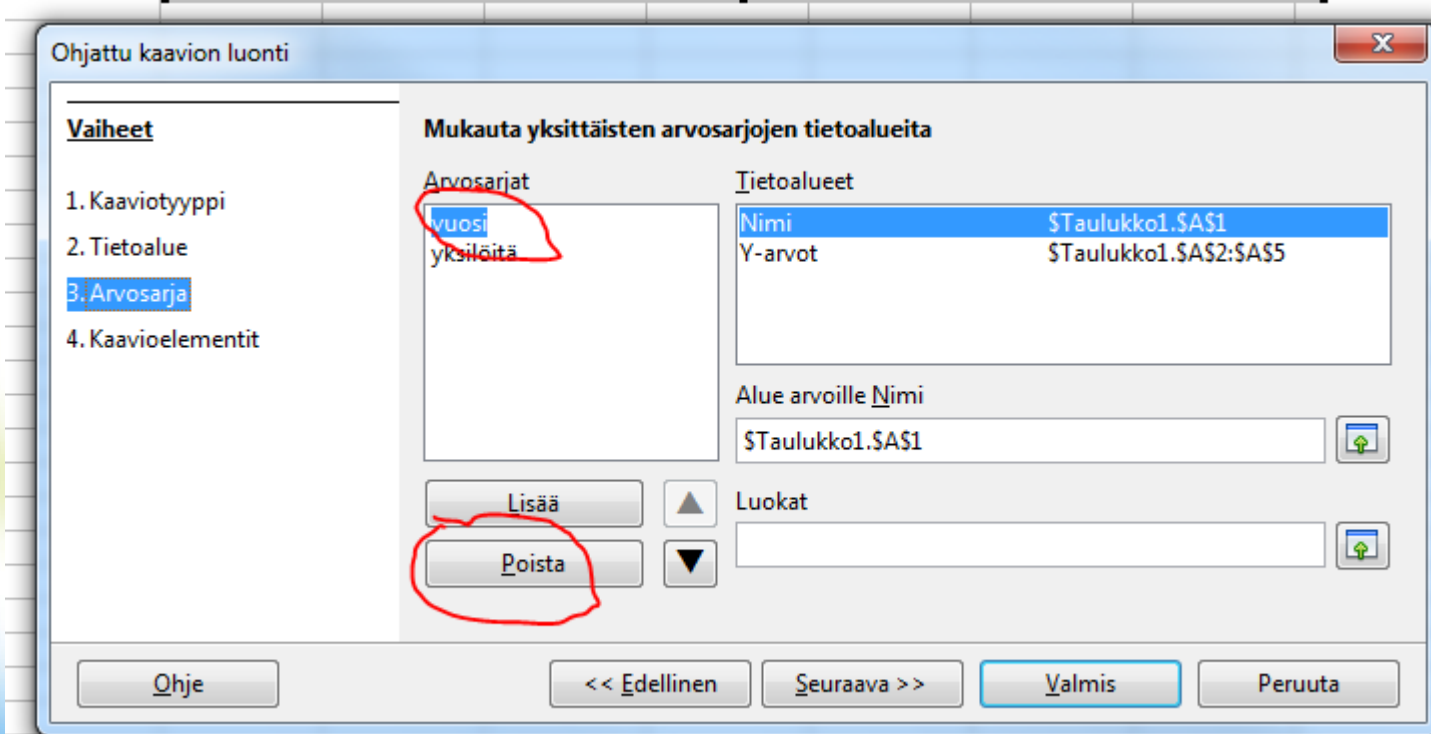 Ohjattu kaavion luonti
Vaiheet
1. Kaaviotyyppi
2. Tietoalue
3. Arvosarja
4. Kaavioelementit
Mukauta yksittäisten arvosarjojen tietoalueita
Arvosarjat
vuosi
yksilöitä
Lisää
Poista
Tietoalueet
Nimi $Taulukko1.$A$1
Y-arvot $Taulukko1.$A$2:$A$5
Alue arvoille Nimi
$Taulukko1.$A$1
Luokat
Ohje
<< Edellinen
Seuraava >>
Valmis
Peruuta